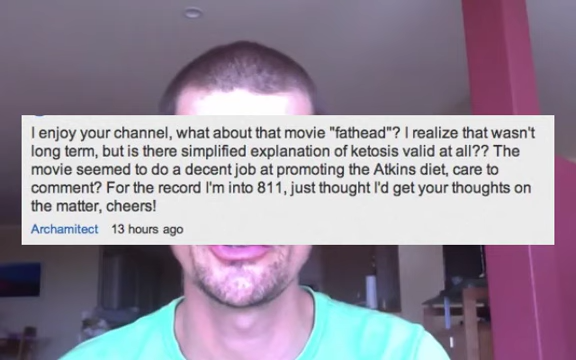 I enjoy your channel, what about that movie "fathead"? I realize that wasn't
long term, but is there simplified explanation of ketosis valid at all?? The
movie seemed to do a decent job at promoting the Atkins diet, care to
comment? For the record I'm into 811, just thought I'd get your thoughts on
the matter, cheers!
Archamitect 13 hours ago